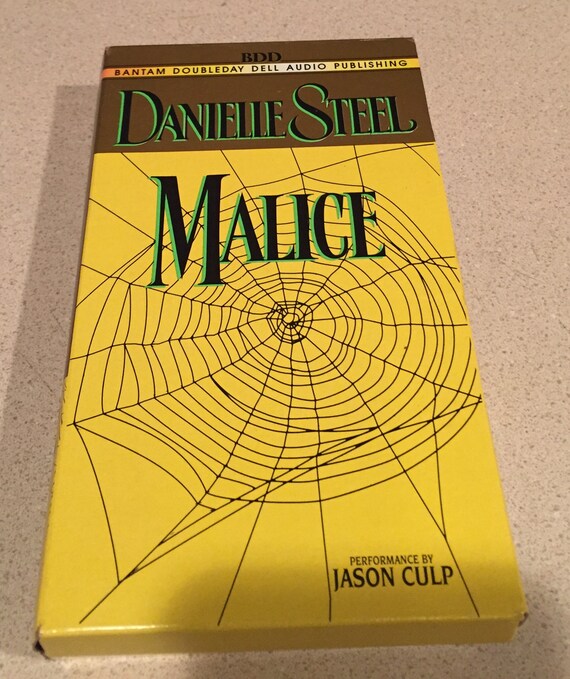 BDD
BANTAM DOUBLEDAY DELL AUDIO PUBLISHING
DANIELLE STEEL
MALICE
PERFORMANCE BY
JASON CULP